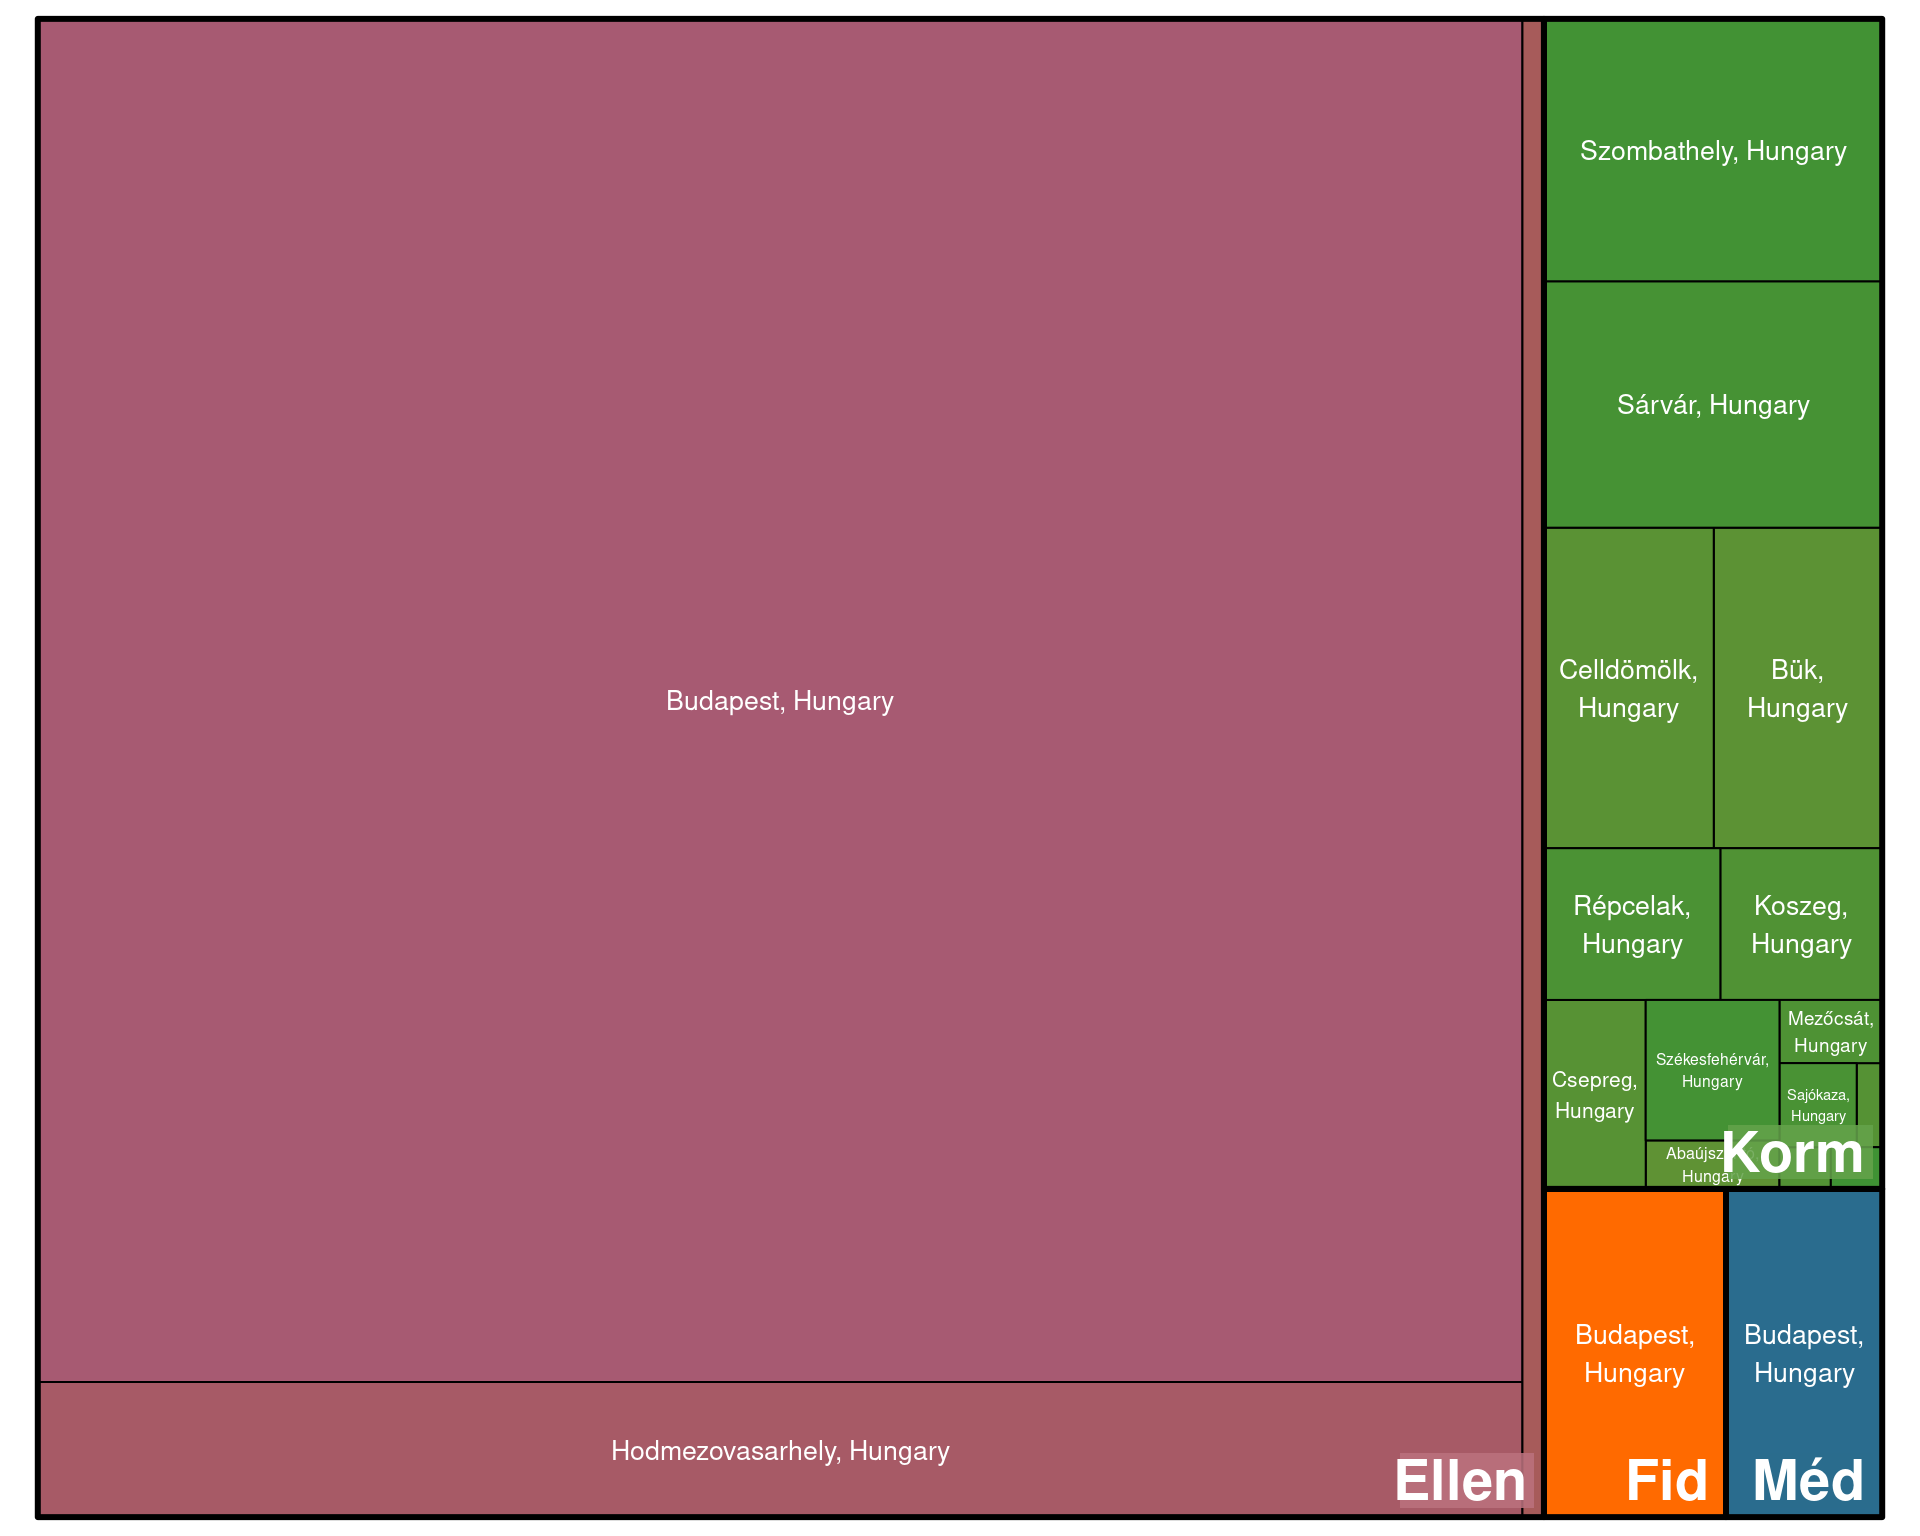 Budapest, Hungary
Hodmezovasarhely, Hungary
Ellen
Szombathely, Hungary
Sárvár, Hungary
Celldömölk,
Hungary
Bük,
Hungary
Répcelak,
Hungary
Koszeg,
Hungary
Csepreg,
Hungary
Székesfehérvár,
Hungary
Mezőcsát,
Hungary
Sajókaza,
Hungary
Hungary
Korm
Budapest,
Hungary
Fid
Budapest,
Hungary
Méd